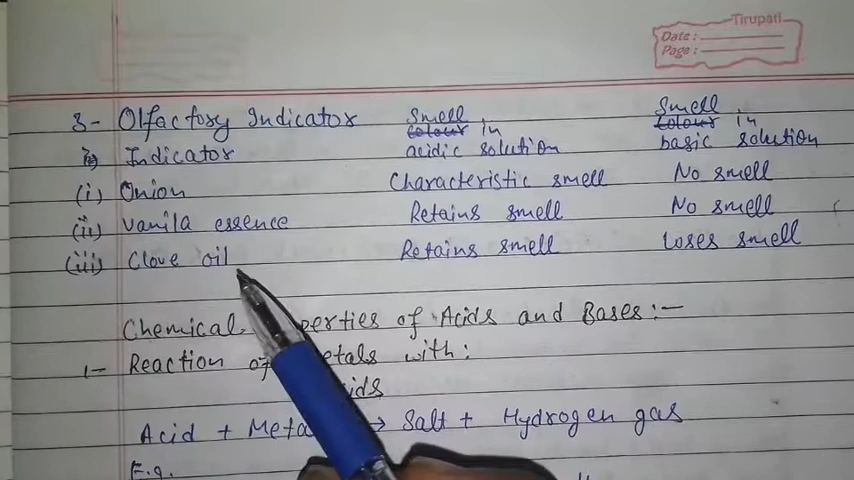 Tirupati
Date:
Page:
3- Olfactory Indicator Smell Smell
colour in colour in
Indicator acidic solution basic solution
(i) Onion Characteristic smell No smell
(ii) Vanila essence Retains smell No smell
(iii) Clove oil Retains smell Loses smell
Chemical perties of Acids and Bases:-
1- Reaction of etals with:
ids
Acid + Meta → Salt + Hydrogen gas
E.g.